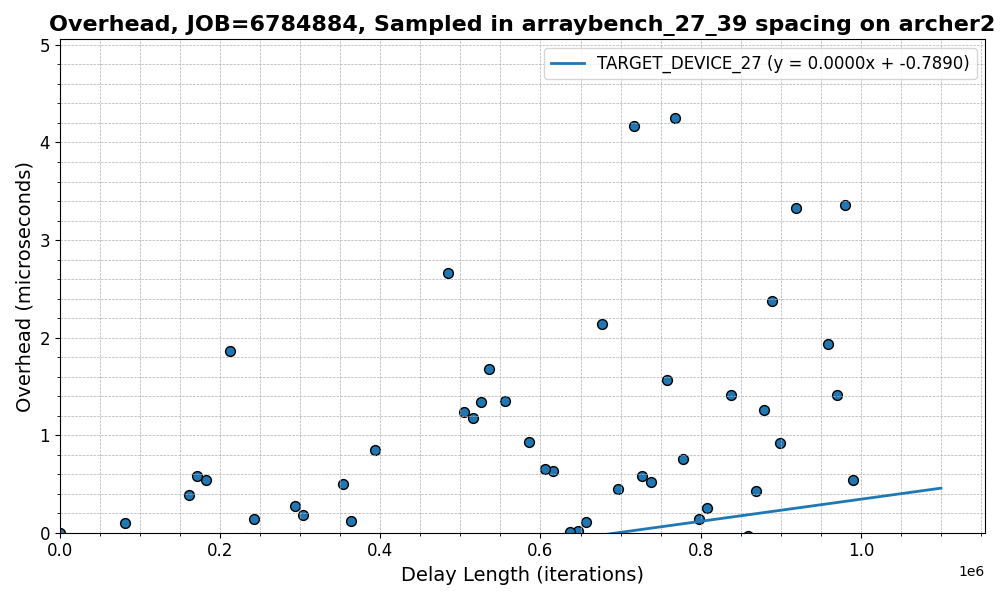 Overhead, JOB=6784884, Sampled in arraybench_27_39 spacing on archer2
TARGET_DEVICE_27 (y = 0.0000x + -0.7890)
Overhead (microseconds)
5
4
3
2
1
0
0.0 0.2 0.4 0.6 0.8 1.0
1e6
Delay Length (iterations)